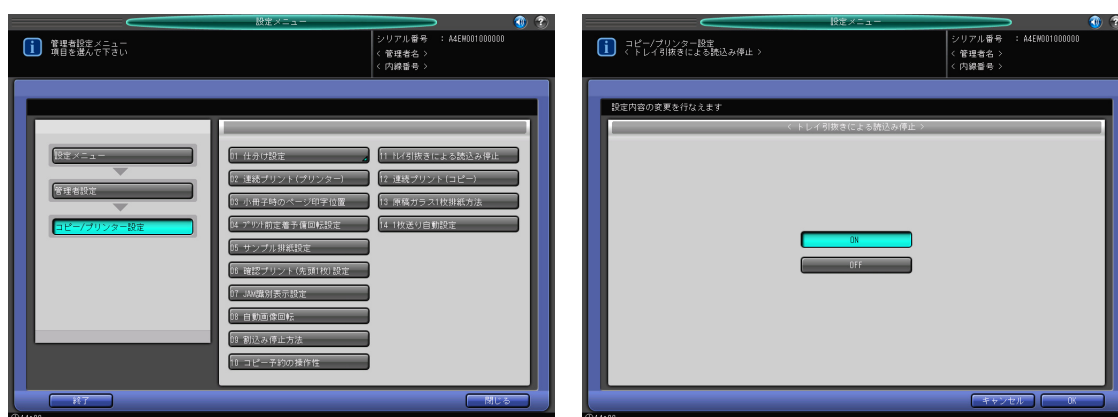 設定メニュー
管理者設定メニュー
項目を選んで下さい
シリアル番号 : A4EW001000000
< 管理者名 >
< 内線番号 >
設定メニュー
管理者設定
コピー/プリンター設定
01 仕分け設定
02 連続プリント(プリンター)
03 小冊子時のページ印字位置
04 プリント前定着予備回転設定
05 サンプル排紙設定
06 確認プリント(先頭1枚)設定
07 JAM識別表示設定
08 自動画像回転
09 割込み停止方法
10 コピー予約の操作性
11 トレイ引抜きによる読込み停止
12 連続プリント(コピー)
13 原稿ガラス1枚排紙方法
14 1枚送り自動設定
終了
閉じる
設定メニュー
コピー/プリンター設定
< トレイ引抜きによる読込み停止 >
シリアル番号 : A4EW001000000
< 管理者名 >
< 内線番号 >
設定内容の変更を行なえます
< トレイ引抜きによる読込み停止 >
ON
OFF
キャンセル
OK